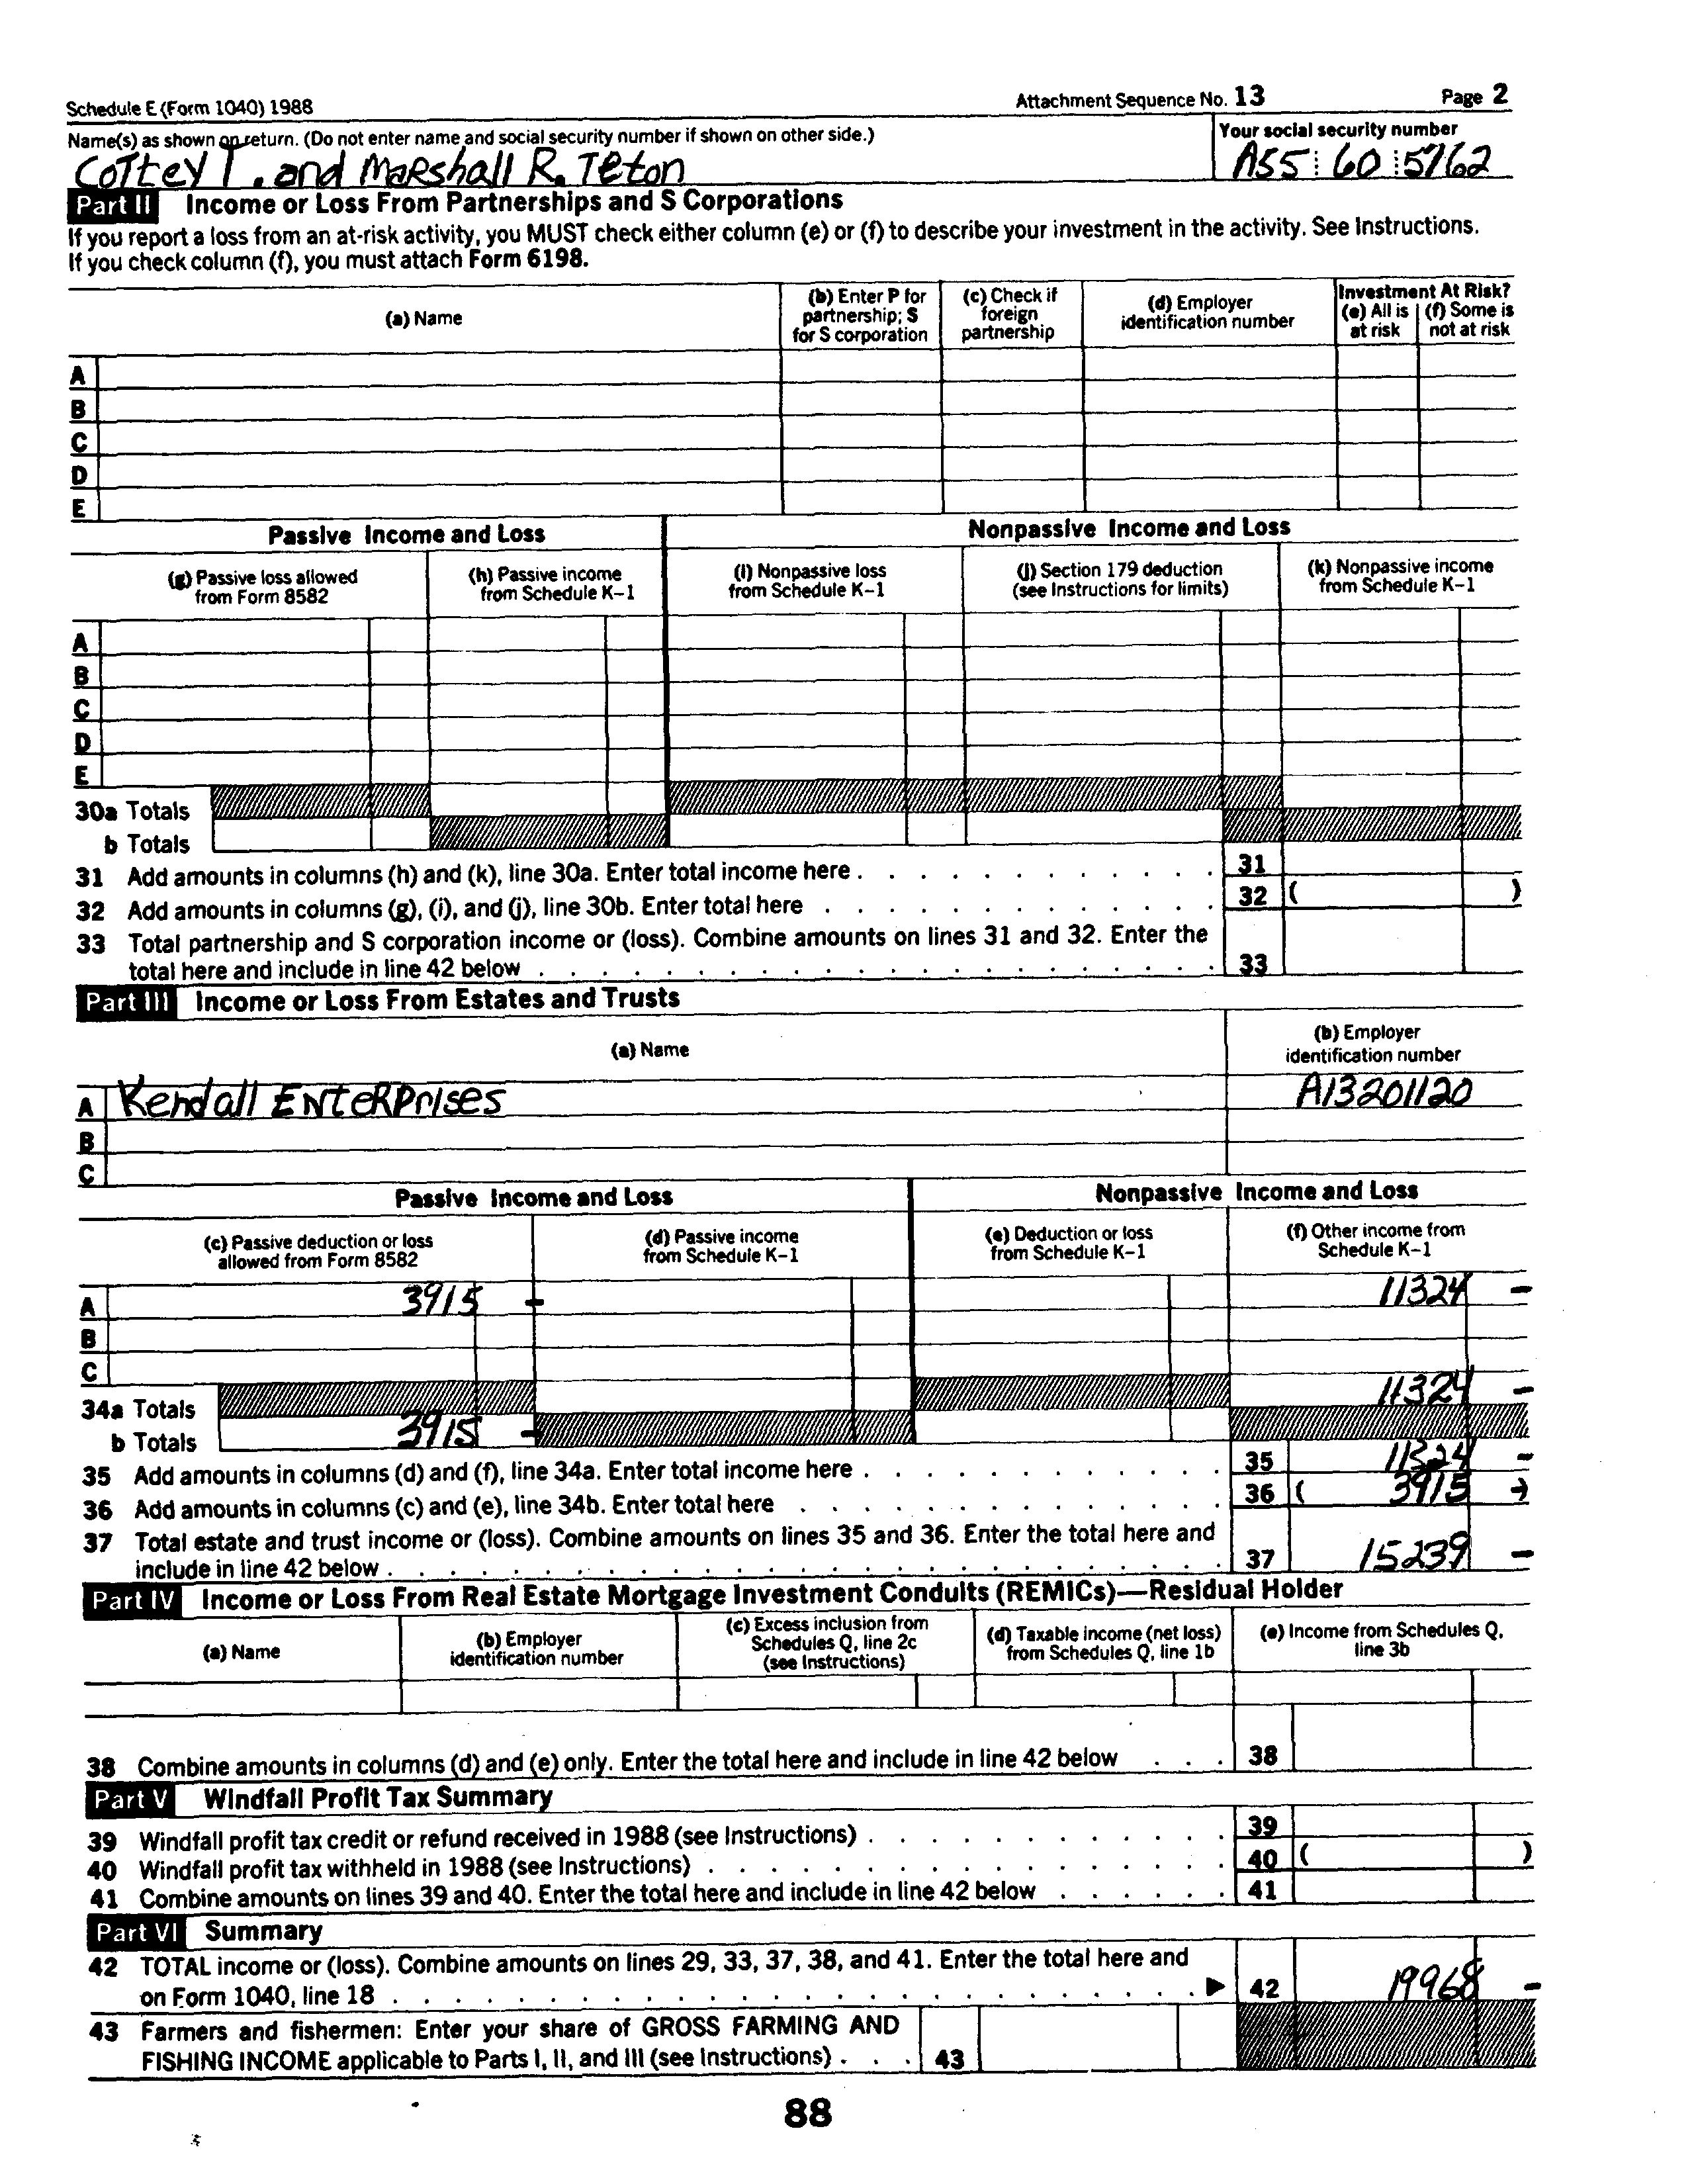 Schedule E (Form 1040) 1988 Attachment Sequence No. 13 Page 2
Name(s) as shown on return. (Do not enter name and social security number if shown on other side.) Your social security number
Cottey T. and Marshall R. Teton A55 60 5762
Part II Income or Loss From Partnerships and S Corporations
If you report a loss from an at-risk activity, you MUST check either column (e) or (f) to describe your investment in the activity. See Instructions.
If you check column (f), you must attach Form 6198.
(a) Name (b) Enter P for partnership; S for S corporation (c) Check if foreign partnership (d) Employer identification number Investment At Risk? (e) All is at risk (f) Some is not at risk
A
B
C
D
E
Passive Income and Loss Nonpassive Income and Loss
(g) Passive loss allowed from Form 8582 (h) Passive income from Schedule K–1 (i) Nonpassive loss from Schedule K–1 (j) Section 179 deduction (see Instructions for limits) (k) Nonpassive income from Schedule K–1
A
B
C
D
E
30a Totals
b Totals
31 Add amounts in columns (h) and (k), line 30a. Enter total income here . . . . . . . . . . . . 31
32 Add amounts in columns (g), (i), and (j), line 30b. Enter total here . . . . . . . . . . . . . 32 ( )
33 Total partnership and S corporation income or (loss). Combine amounts on lines 31 and 32. Enter the
total here and include in line 42 below . . . . . . . . . . . . . . . . . . . . . . 33
Part III Income or Loss From Estates and Trusts
(a) Name (b) Employer identification number
A Kendall Enterprises A13201120
B
C
Passive Income and Loss Nonpassive Income and Loss
(c) Passive deduction or loss allowed from Form 8582 (d) Passive income from Schedule K–1 (e) Deduction or loss from Schedule K–1 (f) Other income from Schedule K–1
A 3915 - 11324 -
B
C
34a Totals 11324 -
b Totals 3915 -
35 Add amounts in columns (d) and (f), line 34a. Enter total income here . . . . . . . . . . . . 35 11324 -
36 Add amounts in columns (c) and (e), line 34b. Enter total here . . . . . . . . . . . . . . 36 ( 3915 -)
37 Total estate and trust income or (loss). Combine amounts on lines 35 and 36. Enter the total here and
include in line 42 below . . . . . . . . . . . . . . . . . . . . . . . . . . . 37 15239 -
Part IV Income or Loss From Real Estate Mortgage Investment Conduits (REMICs)—Residual Holder
(a) Name (b) Employer identification number (c) Excess inclusion from Schedules Q, line 2c (see Instructions) (d) Taxable income (net loss) from Schedules Q, line 1b (e) Income from Schedules Q, line 3b
38 Combine amounts in columns (d) and (e) only. Enter the total here and include in line 42 below . . . 38
Part V Windfall Profit Tax Summary
39 Windfall profit tax credit or refund received in 1988 (see Instructions) . . . . . . . . . . . . 39
40 Windfall profit tax withheld in 1988 (see Instructions) . . . . . . . . . . . . . . . . . 40 ( )
41 Combine amounts on lines 39 and 40. Enter the total here and include in line 42 below . . . . . . 41
Part VI Summary
42 TOTAL income or (loss). Combine amounts on lines 29, 33, 37, 38, and 41. Enter the total here and
on Form 1040, line 18 . . . . . . . . . . . . . . . . . . . . . . . . . . ▶ 42 19968 -
43 Farmers and fishermen: Enter your share of GROSS FARMING AND
FISHING INCOME applicable to Parts I, II, and III (see Instructions) . . . 43
88